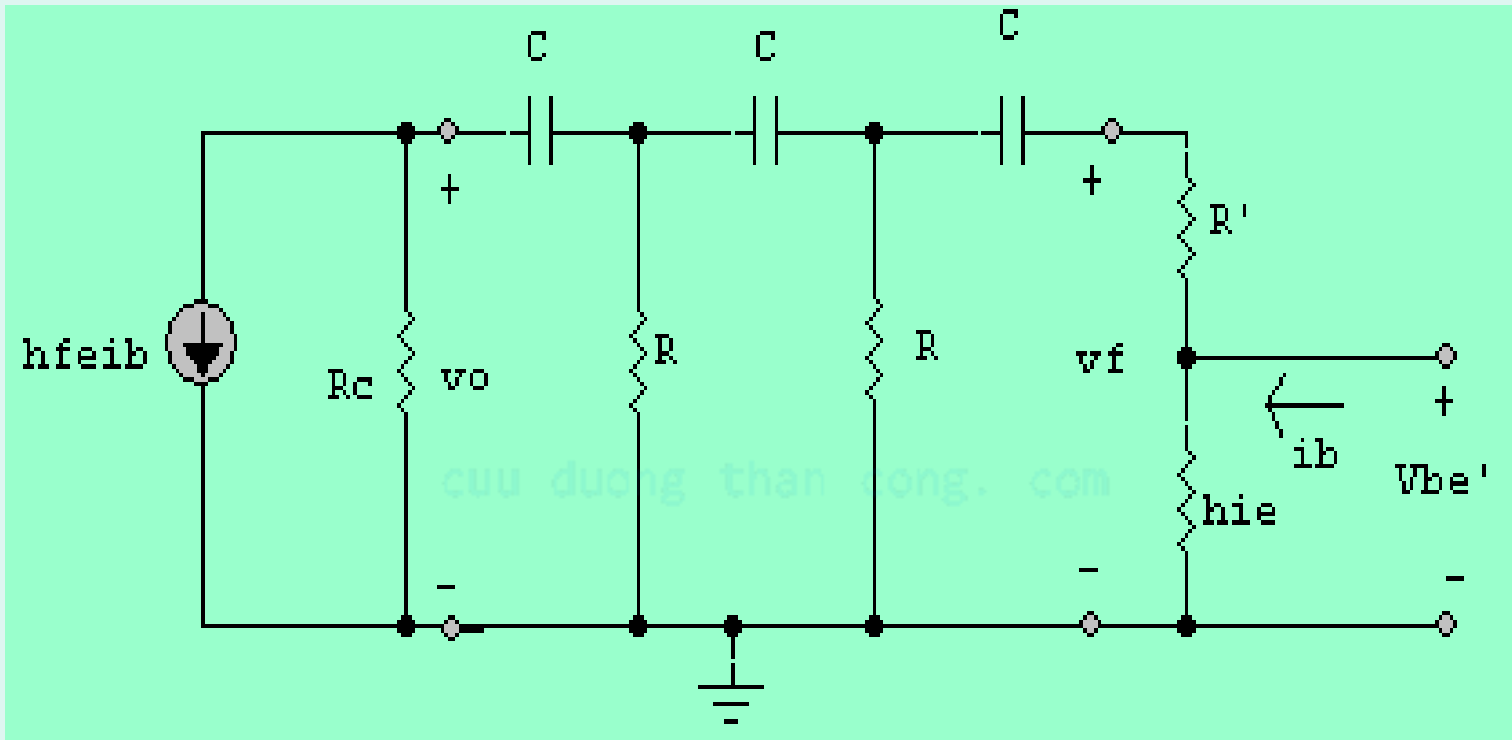 C
C
C
+
+
R'
hfeib
Rc
vo
R
R
vf
+
ib
Vbe'
hie
cuu duong than cong. com
-
-
-